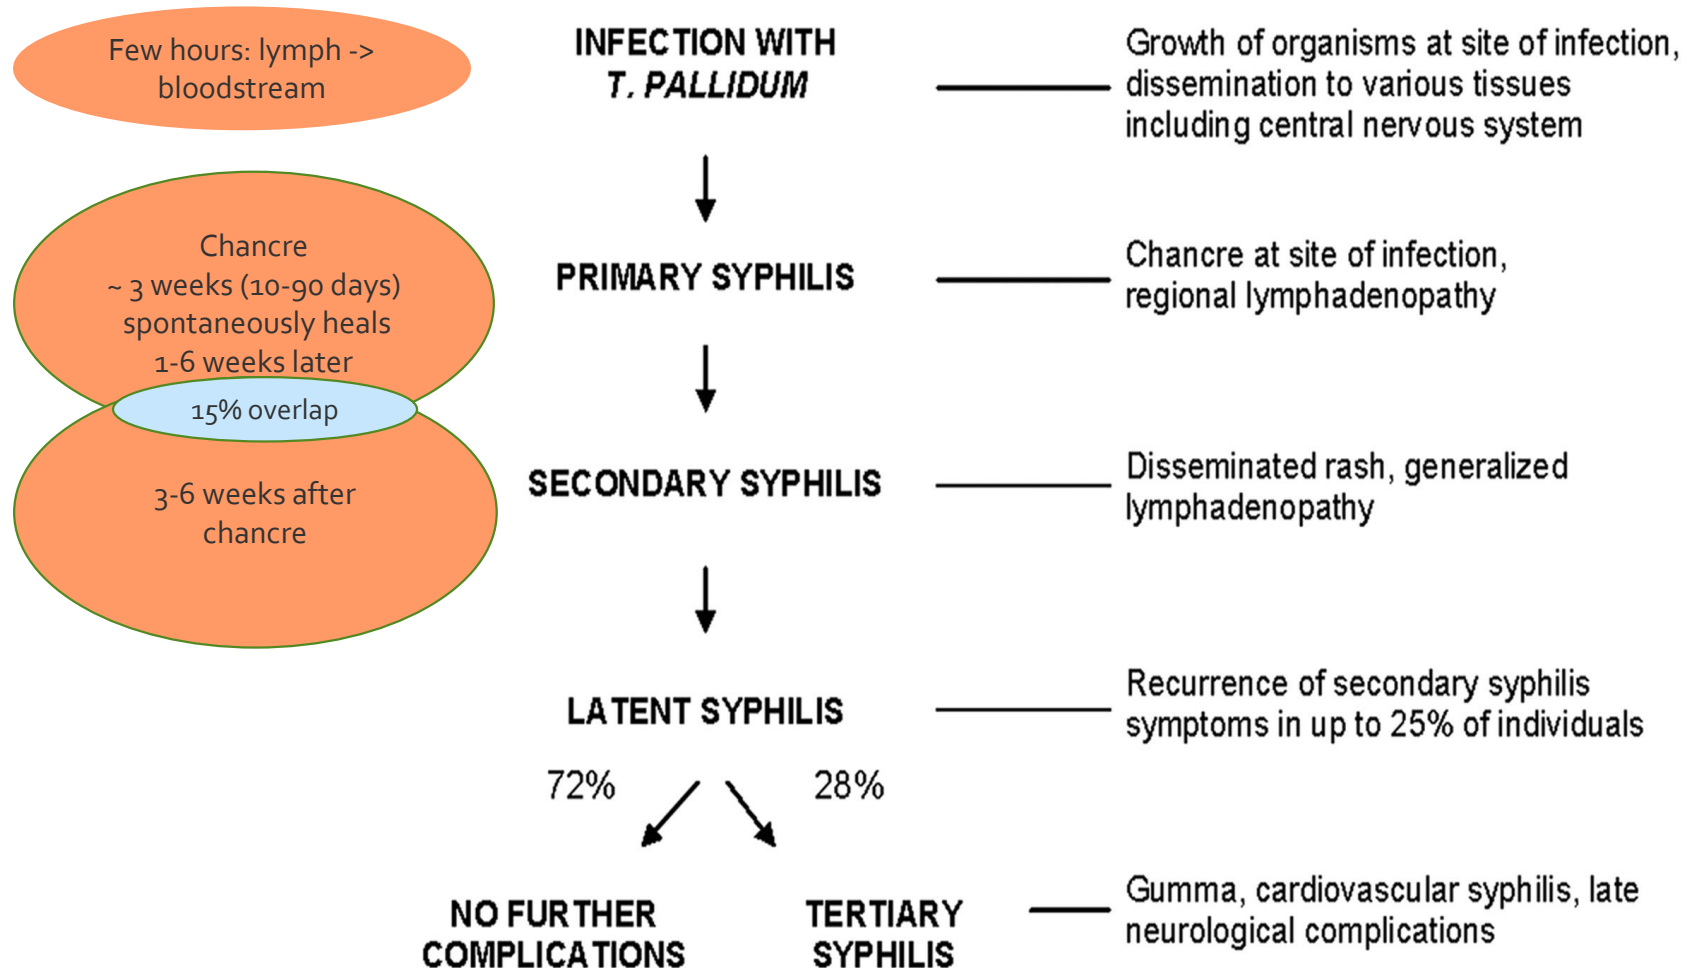 Few hours: lymph ->
bloodstream
INFECTION WITH
T. PALLIDUM
Growth of organisms at site of infection,
dissemination to various tissues
including central nervous system
Chancre
~ 3 weeks (10-90 days)
spontaneously heals
1-6 weeks later
PRIMARY SYPHILIS
Chancre at site of infection,
regional lymphadenopathy
15% overlap
3-6 weeks after
chancre
SECONDARY SYPHILIS
Disseminated rash, generalized
lymphadenopathy
LATENT SYPHILIS
Recurrence of secondary syphilis
symptoms in up to 25% of individuals
72%
28%
NO FURTHER
COMPLICATIONS
TERTIARY
SYPHILIS
Gumma, cardiovascular syphilis, late
neurological complications